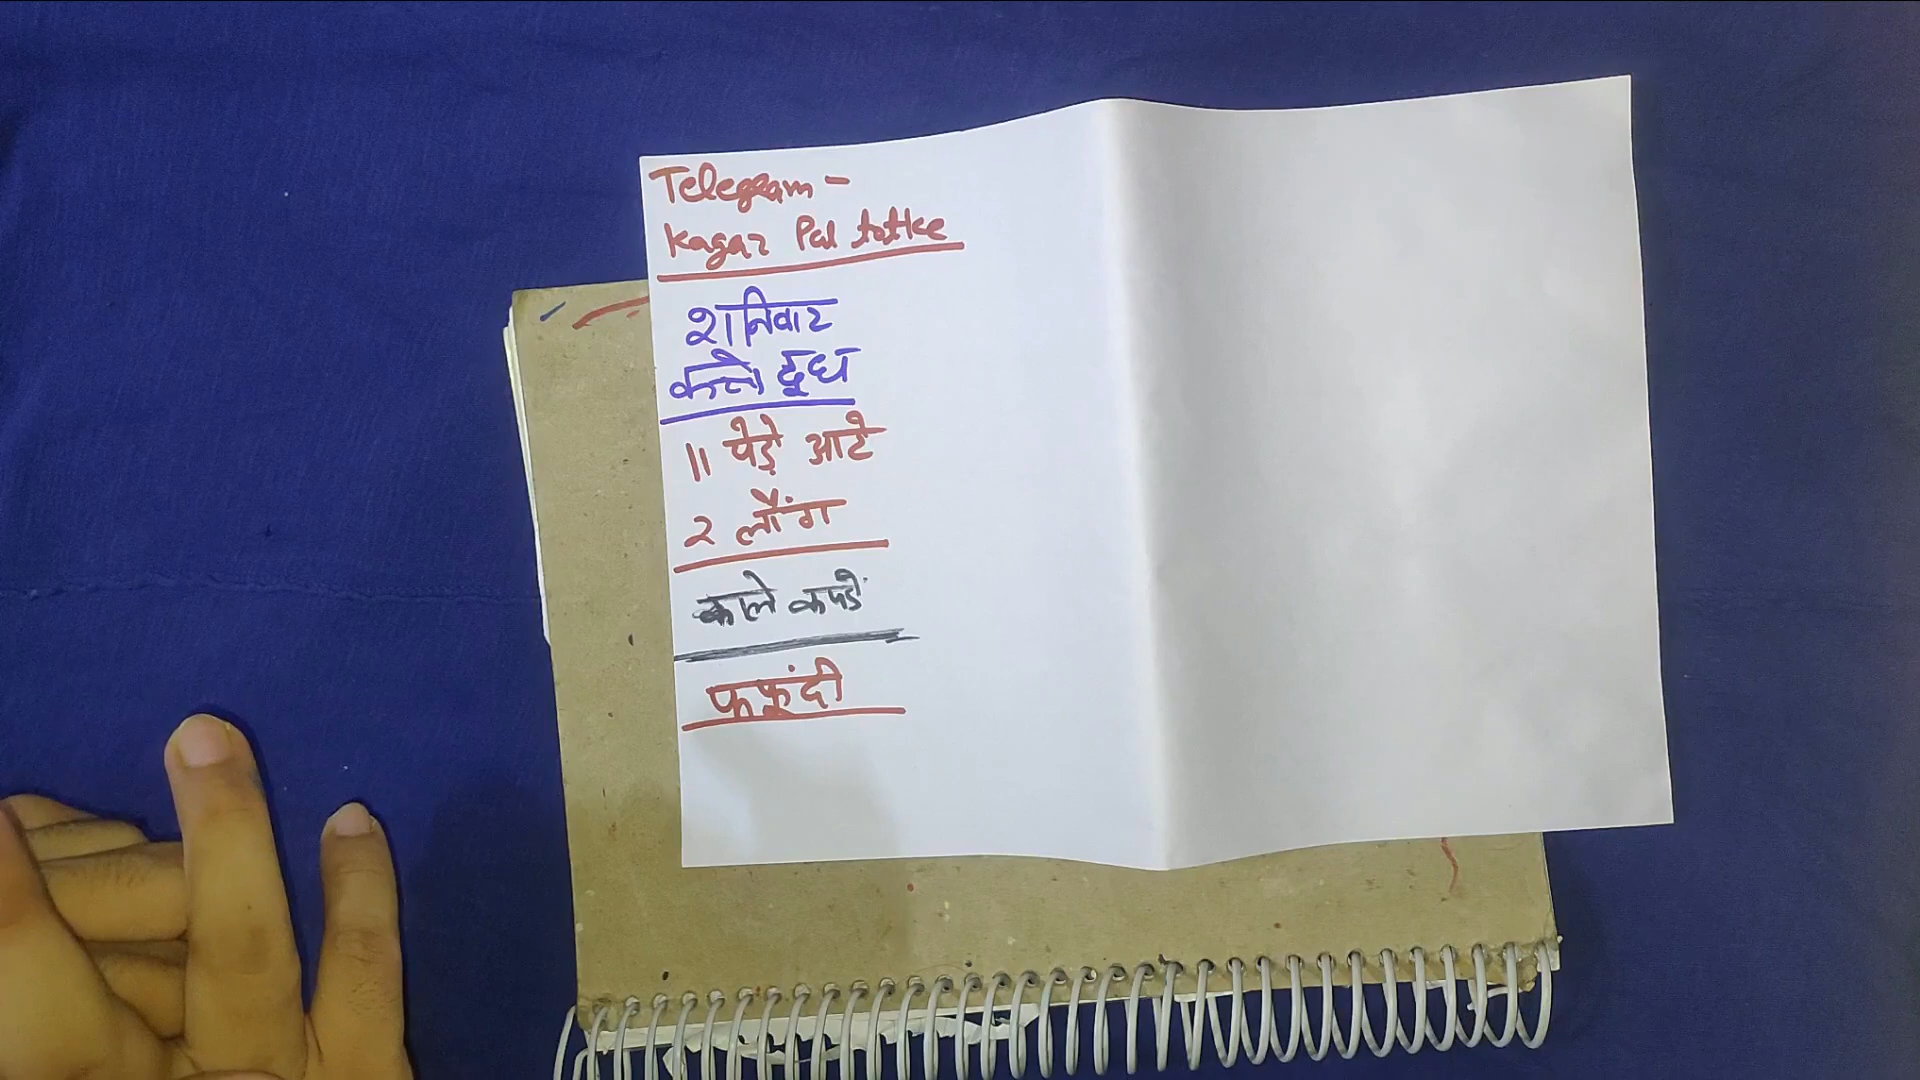 Telegram -
Kagaz Pal totke
शनिवार
कच्चे दूध
11 पेड़े आटे
2 लौंग
काले कपडे
फफूंदी